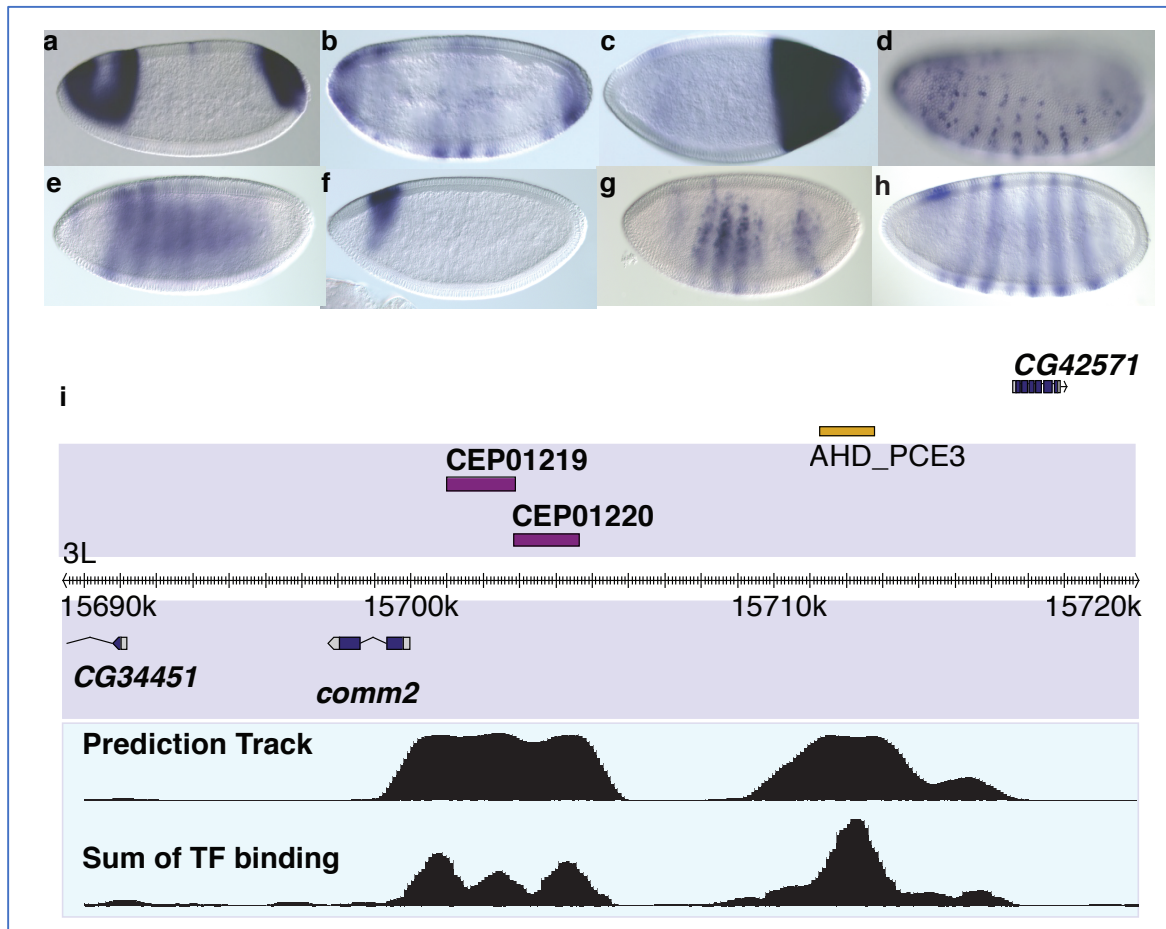 a b c d
e f g h
CG42571
i
AHD_PCE3
CEP01219
CEP01220
3L
15690k 15700k 15710k 15720k
CG34451
comm2
Prediction Track
Sum of TF binding